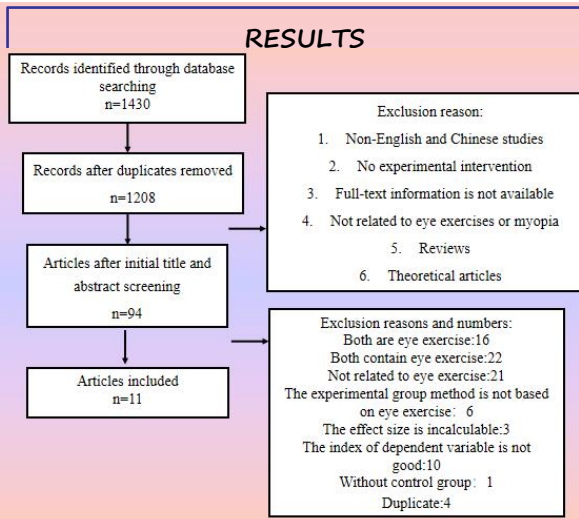 RESULTS
Records identified through database
searching
n=1430
Records after duplicates removed
n=1208
Articles after initial title and
abstract screening
n=94
Articles included
n=11
Exclusion reason:
1. Non-English and Chinese studies
2. No experimental intervention
3. Full-text information is not available
4. Not related to eye exercises or myopia
5. Reviews
6. Theoretical articles
Exclusion reasons and numbers:
Both are eye exercise:16
Both contain eye exercise:22
Not related to eye exercise:21
The experimental group method is not based
on eye exercise: 6
The effect size is incalculable:3
The index of dependent variable is not
good:10
Without control group: 1
Duplicate:4